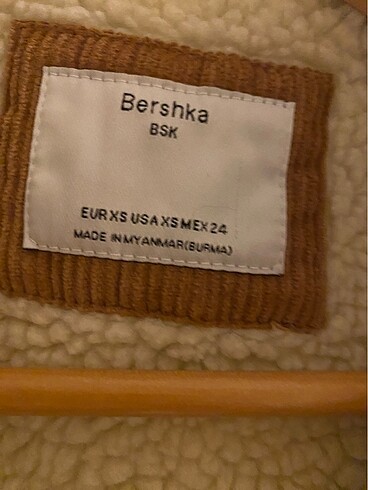 Bershka
BSK
EUR XS USA XS MEX 24
MADE IN MYANMAR (BURMA)